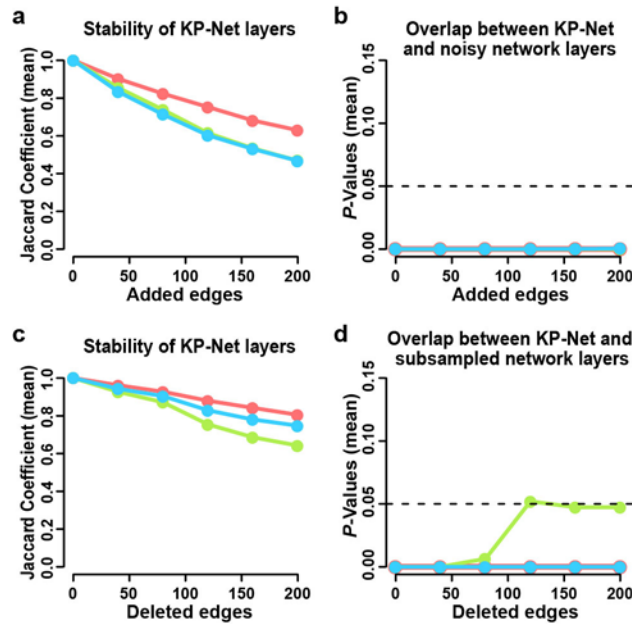 a
Stability of KP-Net layers
Jaccard Coefficient (mean)
0.0 0.2 0.4 0.6 0.8 1.0
0 50 100 150 200
Added edges
b
Overlap between KP-Net
and noisy network layers
P-Values (mean)
0.00 0.05 0.10 0.15
0 50 100 150 200
Added edges
c
Stability of KP-Net layers
Jaccard Coefficient (mean)
0.0 0.2 0.4 0.6 0.8 1.0
0 50 100 150 200
Deleted edges
d
Overlap between KP-Net and
subsampled network layers
P-Values (mean)
0.00 0.05 0.10 0.15
0 50 100 150 200
Deleted edges